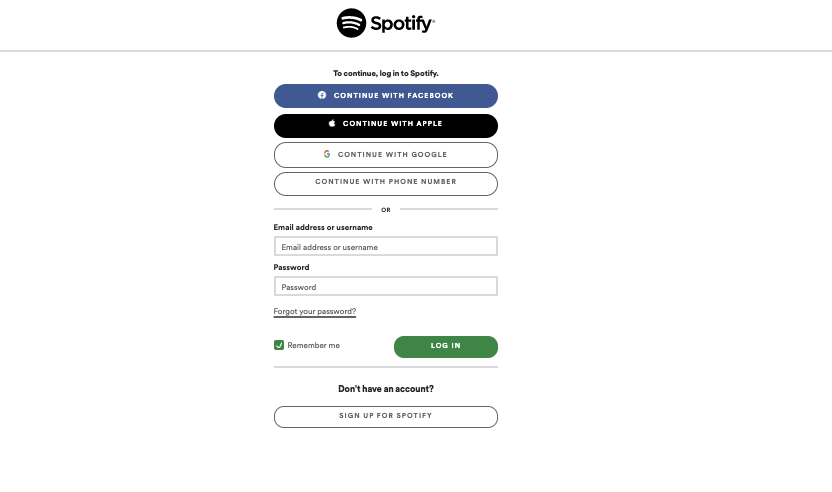 Spotify®
To continue, log in to Spotify.
CONTINUE WITH FACEBOOK
CONTINUE WITH APPLE
CONTINUE WITH GOOGLE
CONTINUE WITH PHONE NUMBER
OR
Email address or username
Email address or username
Password
Password
Forgot your password?
Remember me
LOG IN
Don't have an account?
SIGN UP FOR SPOTIFY